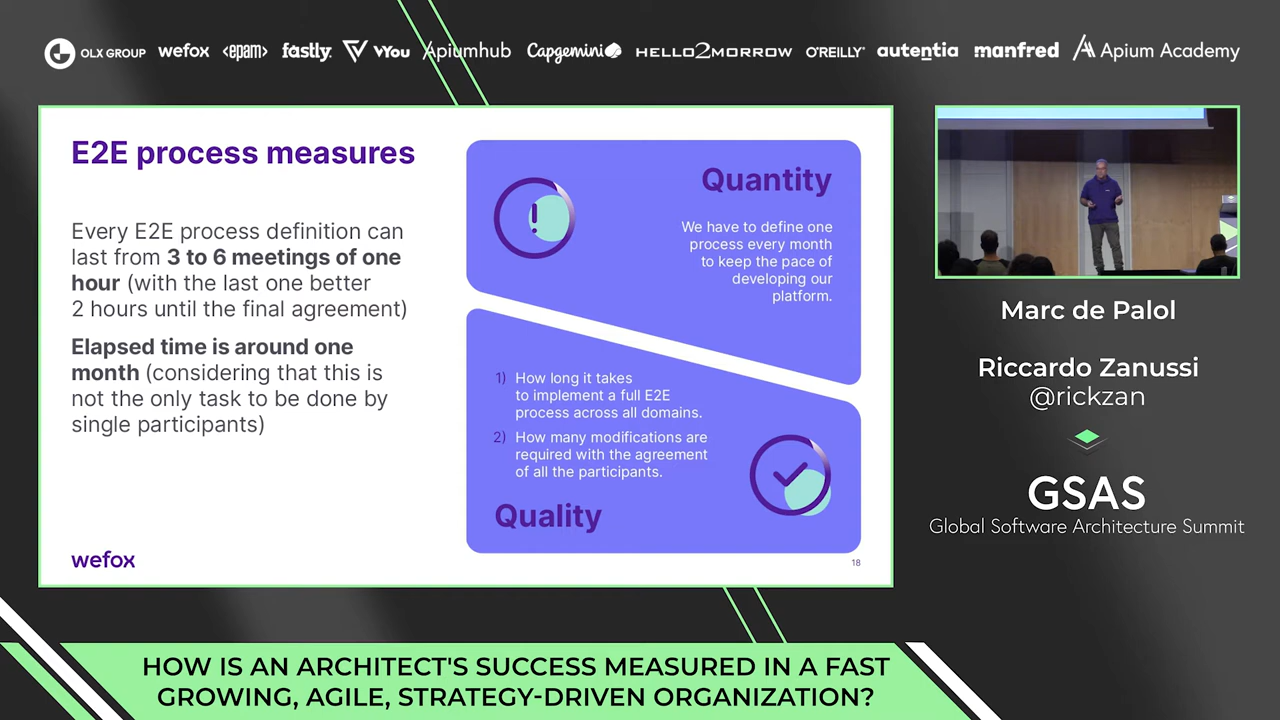 OLX GROUP wefox <epam> fastly. VYou Apiumhub Capgemini HELLO2MORROW O'REILLY® autentia manfred Apium Academy
E2E process measures
Every E2E process definition can
last from 3 to 6 meetings of one
hour (with the last one better
2 hours until the final agreement)
Elapsed time is around one
month (considering that this is
not the only task to be done by
single participants)
wefox
Quantity
We have to define one
process every month
to keep the pace of
developing our
platform.
1) How long it takes
to implement a full E2E
process across all domains.
2) How many modifications are
required with the agreement
of all the participants.
Quality
18
Marc de Palol
Riccardo Zanussi
@rickzan
GSAS
Global Software Architecture Summit
HOW IS AN ARCHITECT'S SUCCESS MEASURED IN A FAST
GROWING, AGILE, STRATEGY-DRIVEN ORGANIZATION?